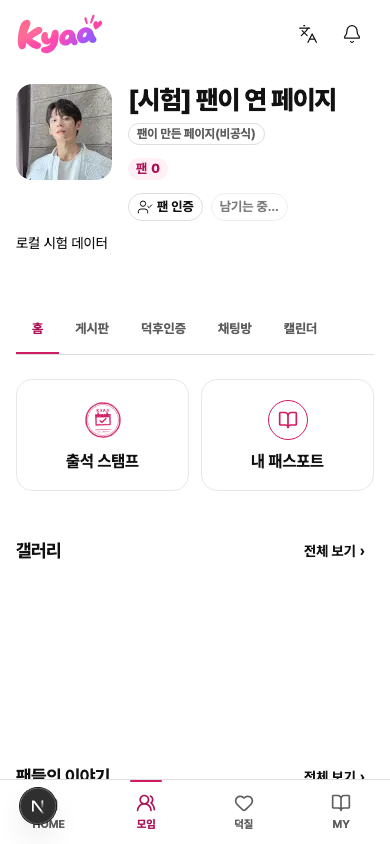 kyaa
[시험] 팬이 연 페이지
팬이 만든 페이지(비공식)
팬 0
팬 인증
남기는 중...
로컬 시험 데이터
홈 게시판 덕후인증 채팅방 캘린더
출석 스탬프 내 패스포트
갤러리 전체 보기 ›
팬들의 이야기 전체 보기 ›
N
HOME 모임 덕질 MY